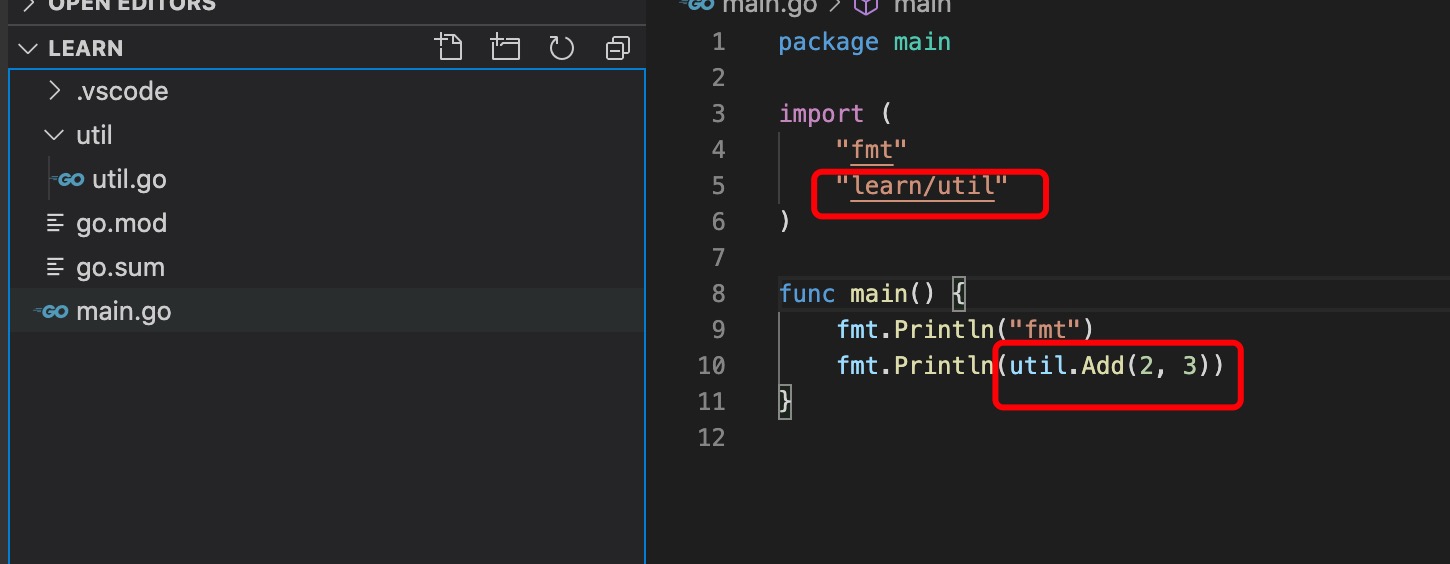 OPEN EDITORS
LEARN
.vscode
util
GO util.go
go.mod
go.sum
GO main.go
GO main.go > main
1 package main
2
3 import (
4 "fmt"
5 "learn/util"
6 )
7
8 func main() {
9 fmt.Println("fmt")
10 fmt.Println(util.Add(2, 3))
11 }
12